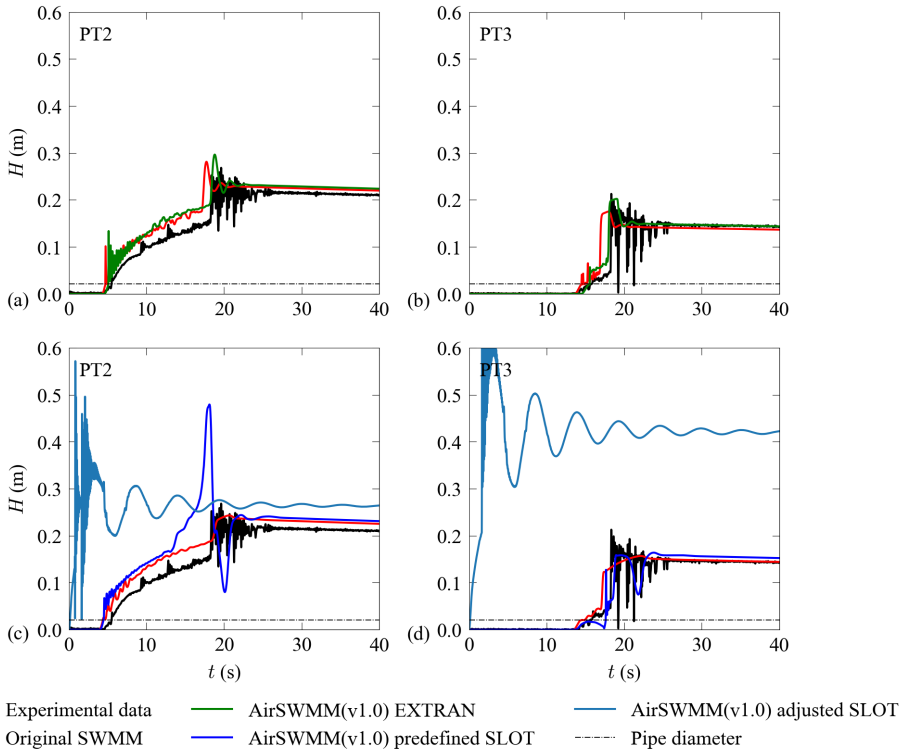 PT2 PT3
0.6 0.6
0.5 0.5
0.4 0.4
H (m) 0.3 0.3
0.2 0.2
0.1 0.1
(a) 0.0 (b) 0.0
0 10 20 30 40 0 10 20 30 40
PT2 PT3
0.6 0.6
0.5 0.5
0.4 0.4
H (m) 0.3 0.3
0.2 0.2
0.1 0.1
(c) 0.0 (d) 0.0
0 10 20 30 40 0 10 20 30 40
t (s) t (s)
Experimental data AirSWMM(v1.0) EXTRAN AirSWMM(v1.0) adjusted SLOT
Original SWMM AirSWMM(v1.0) predefined SLOT Pipe diameter